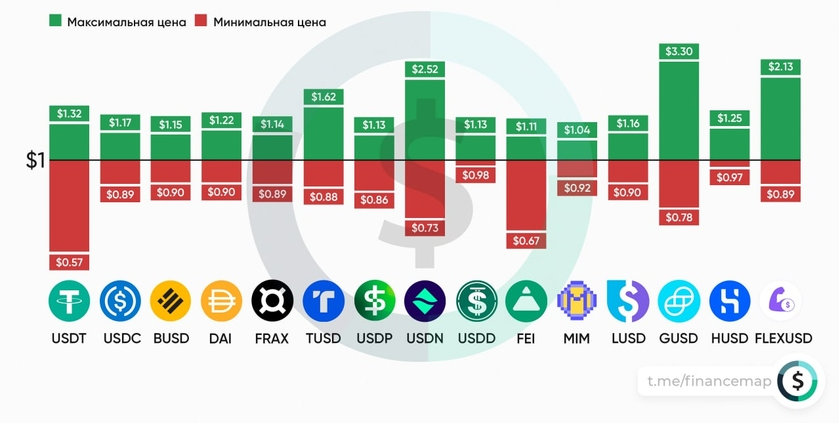 Максимальная цена Минимальная цена
$1.32 $1.17 $1.15 $1.22 $1.14 $1.62 $1.13 $2.52 $1.13 $1.11 $1.04 $1.16 $3.30 $1.25 $2.13
$1
$0.57 $0.89 $0.90 $0.90 $0.89 $0.88 $0.86 $0.73 $0.98 $0.67 $0.92 $0.90 $0.78 $0.97 $0.89
USDT USDC BUSD DAI FRAX TUSD USDP USDN USDD FEI MIM LUSD GUSD HUSD FLEXUSD
t.me/financemap